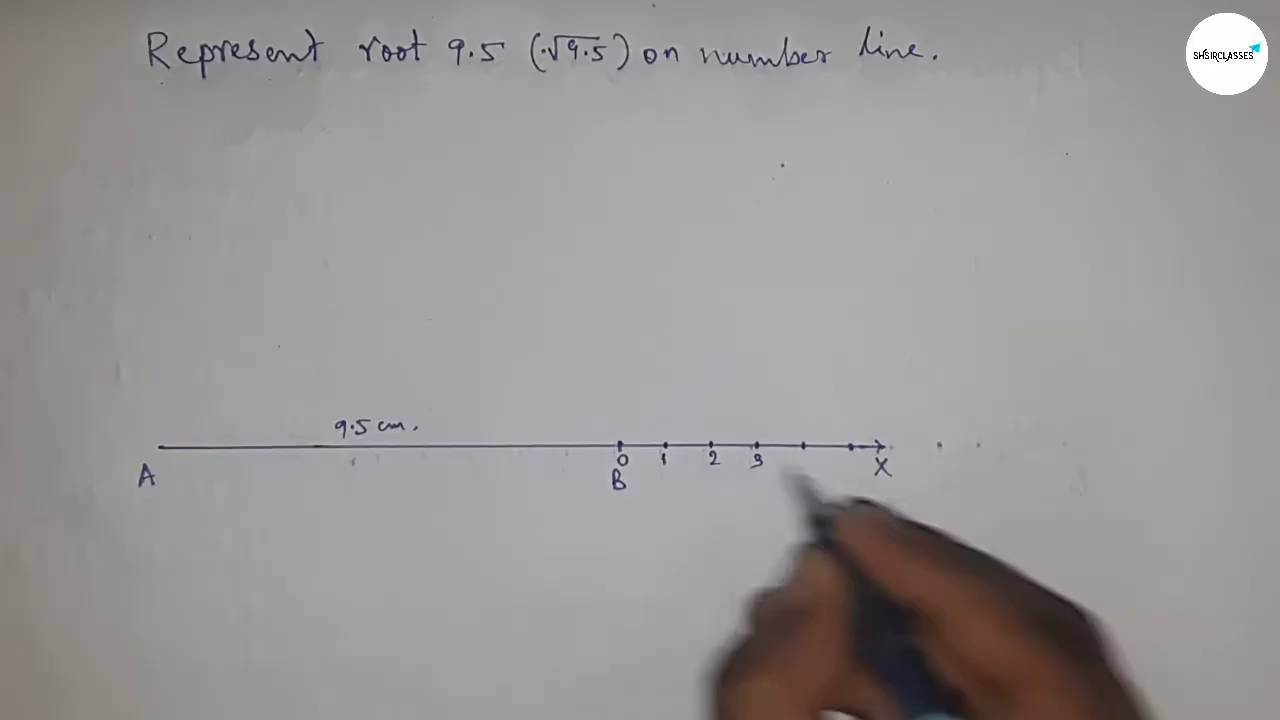 Represent root 9.5 (√9.5) on number line.
SHSIRCLASSES
9.5 cm.
0 1 2 3
A B X